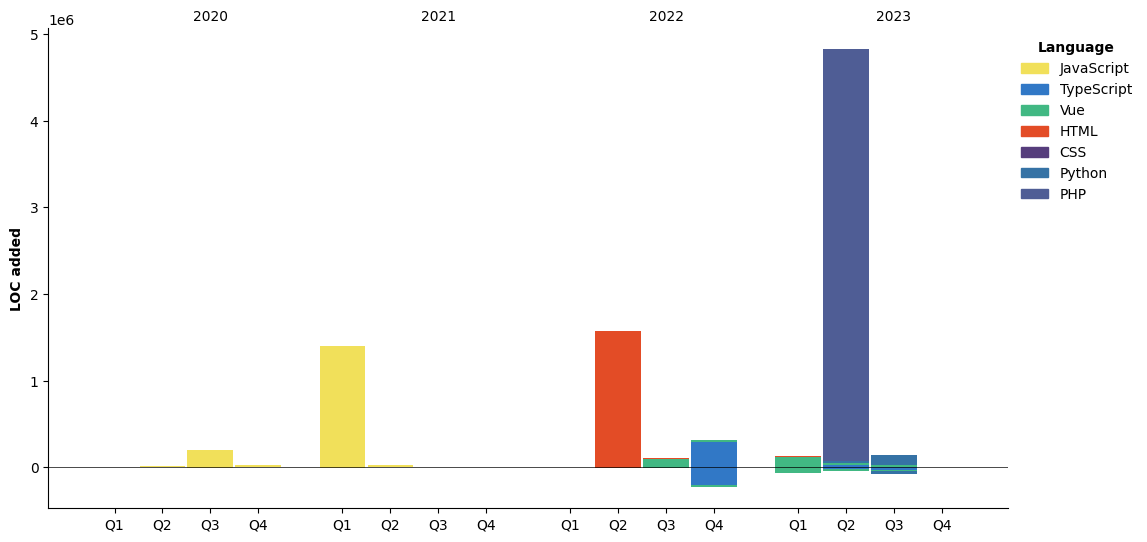 1e6
2020 2021 2022 2023
5
4
3
2
1
0
LOC added
Q1 Q2 Q3 Q4 Q1 Q2 Q3 Q4 Q1 Q2 Q3 Q4 Q1 Q2 Q3 Q4
Language
JavaScript
TypeScript
Vue
HTML
CSS
Python
PHP